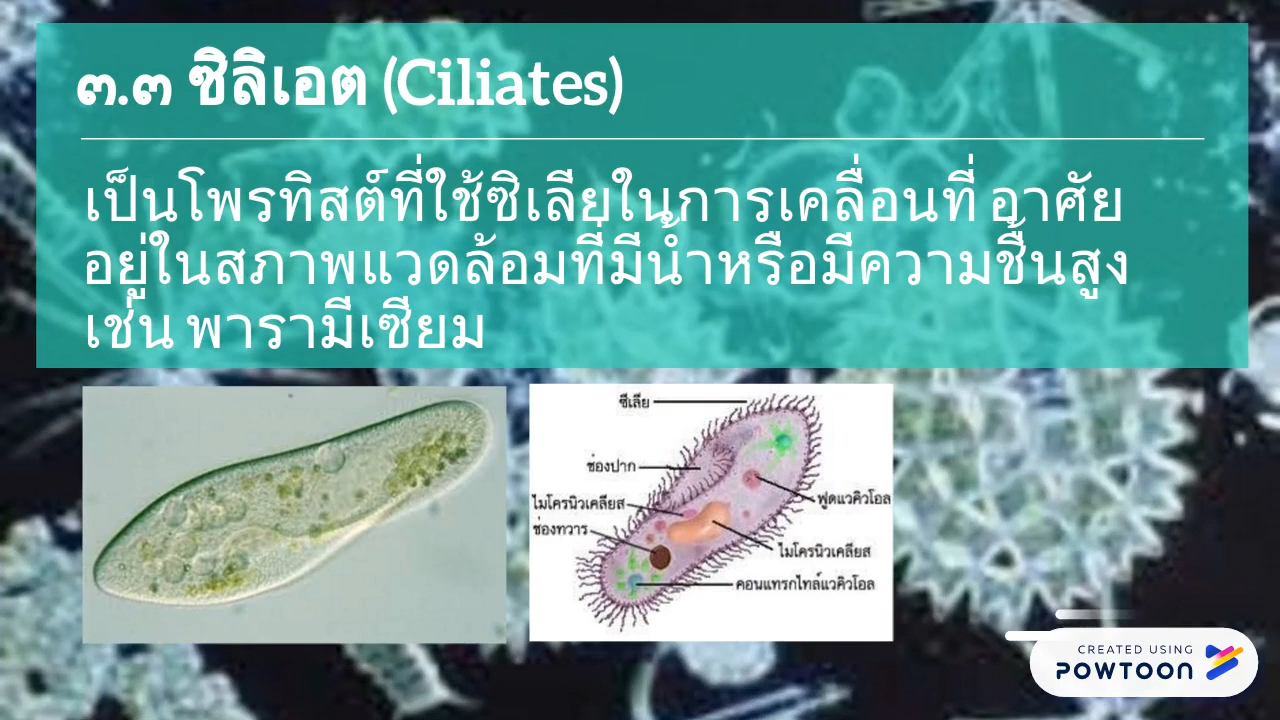 ๓.๓ ซิลิเอต (Ciliates)
เป็นโพรทิสต์ที่ใช้ซิเลียในการเคลื่อนที่ อาศัย
อยู่ในสภาพแวดล้อมที่มีน้ำหรือมีความชื้นสูง
เช่น พารามีเซียม
ซีเลีย
ช่องปาก
ไมโครนิวเคลียส
ช่องทวาร
ฟูดแวคิวโอล
ไมโครนิวเคลียส
คอนแทรกไทล์แวคิวโอล
CREATED USING
POWTOON